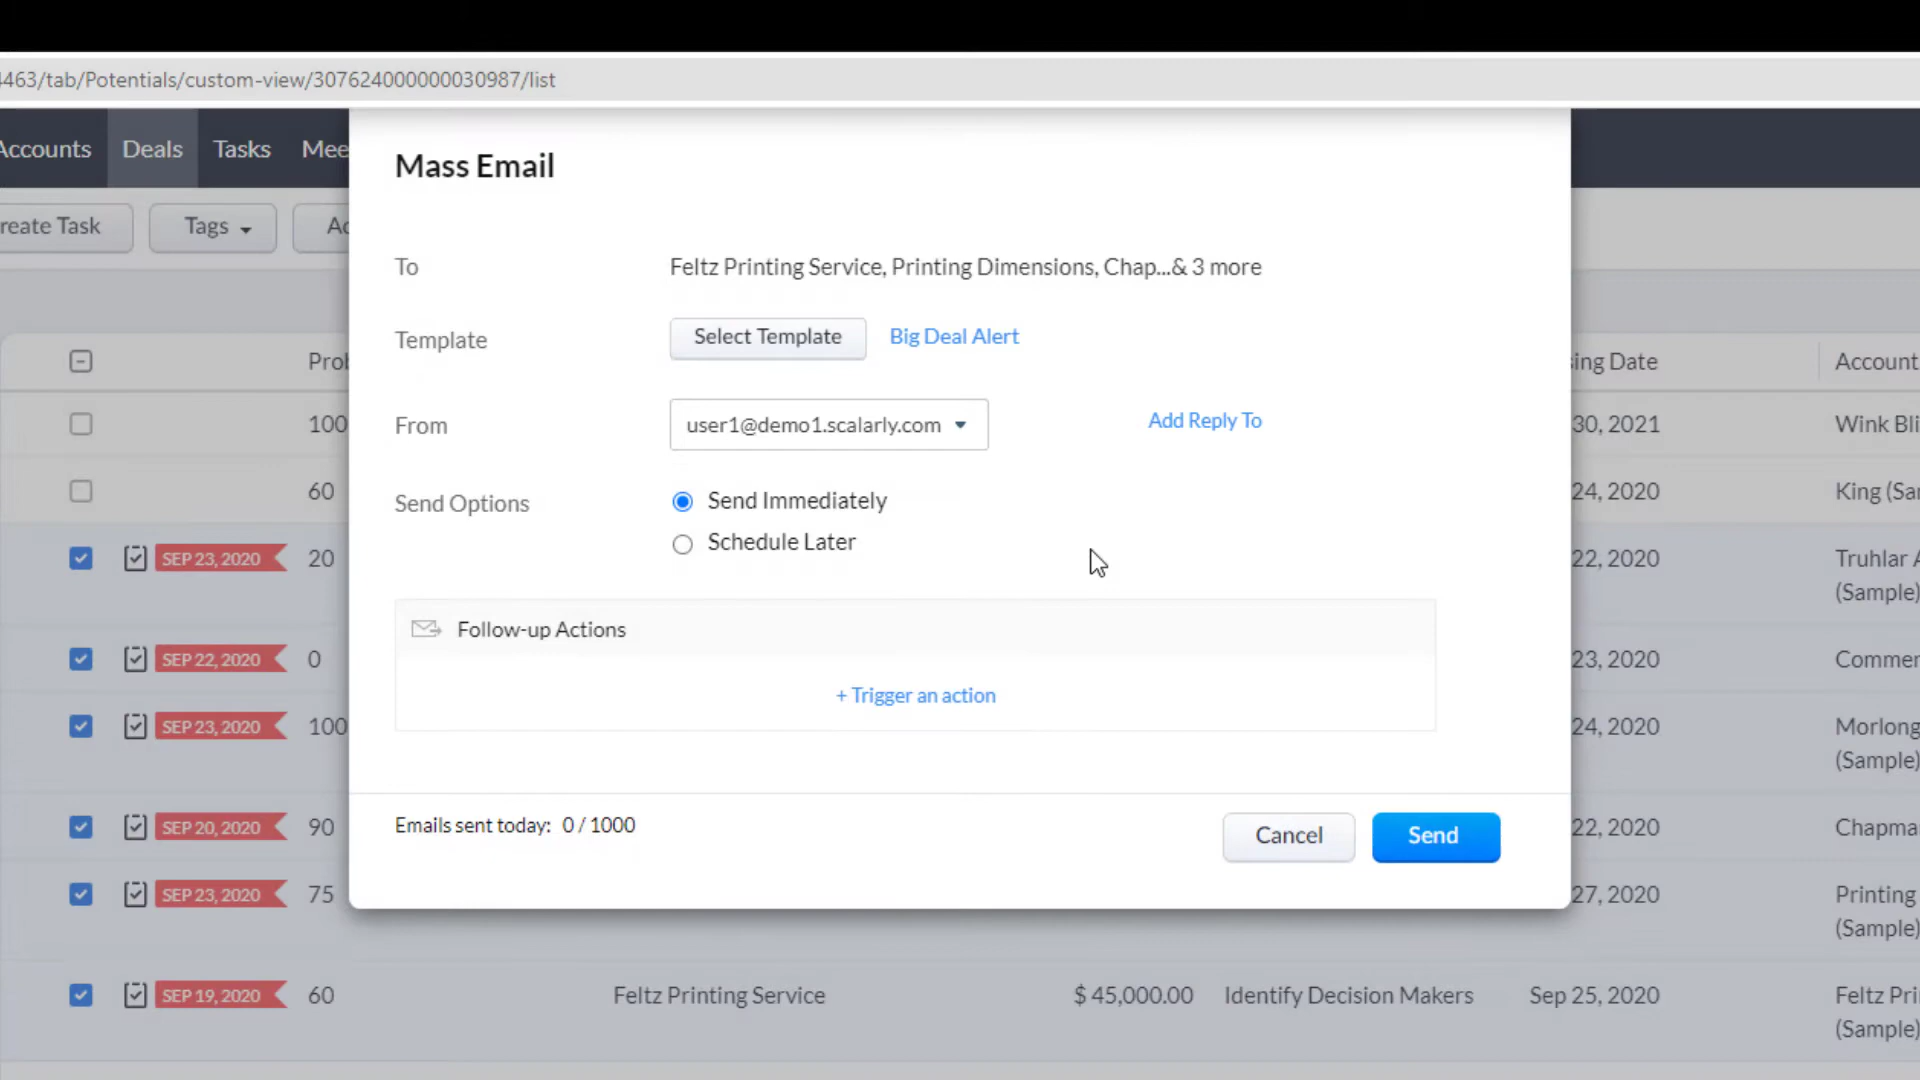 4463/tab/Potentials/custom-view/307624000000030987/list
Accounts Deals Tasks Mee
reate Task Tags Ac
Mass Email
To Feltz Printing Service, Printing Dimensions, Chap...& 3 more
Template Select Template Big Deal Alert
From user1@demo1.scalarly.com Add Reply To
Send Options Send Immediately
Schedule Later
Follow-up Actions
+ Trigger an action
Emails sent today: 0 / 1000
Cancel Send
Prob sing Date Account
100 30, 2021 Wink Bli
60 24, 2020 King (Sa
SEP 23, 2020 20 22, 2020 Truhlar A
(Sample)
SEP 22, 2020 0 23, 2020 Commer
SEP 23, 2020 100 24, 2020 Morlong
(Sample)
SEP 20, 2020 90 22, 2020 Chapma
SEP 23, 2020 75 27, 2020 Printing
(Sample)
SEP 19, 2020 60 Feltz Printing Service $ 45,000.00 Identify Decision Makers Sep 25, 2020 Feltz Pri
(Sample)